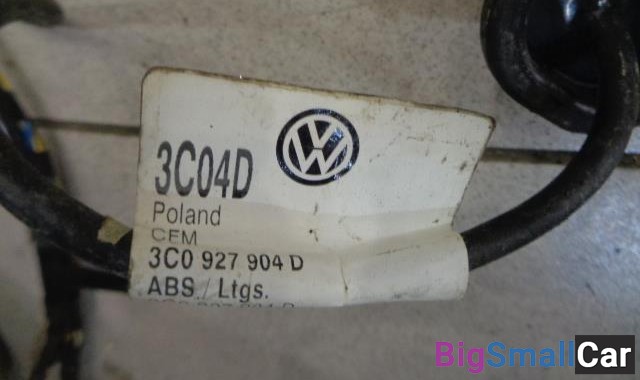 3C04D
Poland
CEM
3C0 927 904 D
ABS / Ltgs.
BigSmallCar